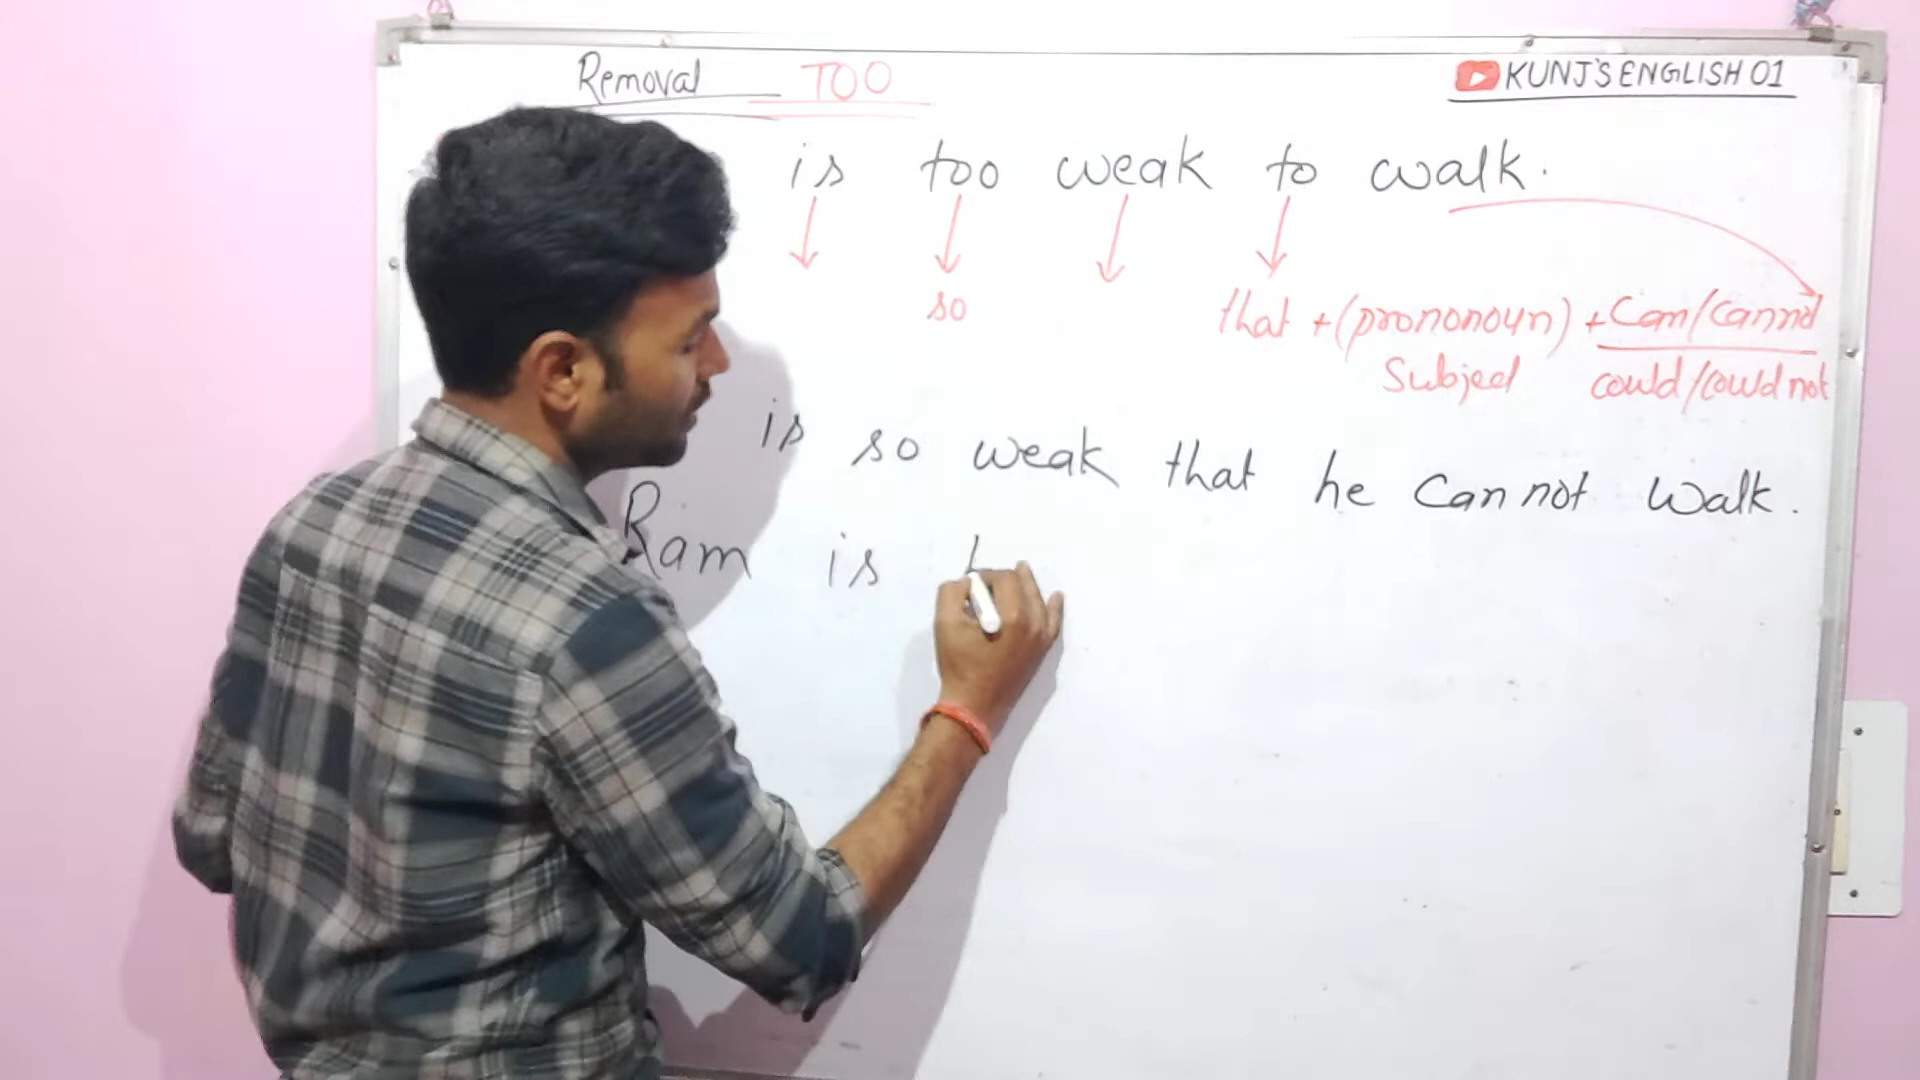 Removal TOO
KUNJ'S ENGLISH 01
is too weak to walk.
so that + (prononoun) + Can/cannot
Subject could/could not
is so weak that he Can not Walk.
Ram is t